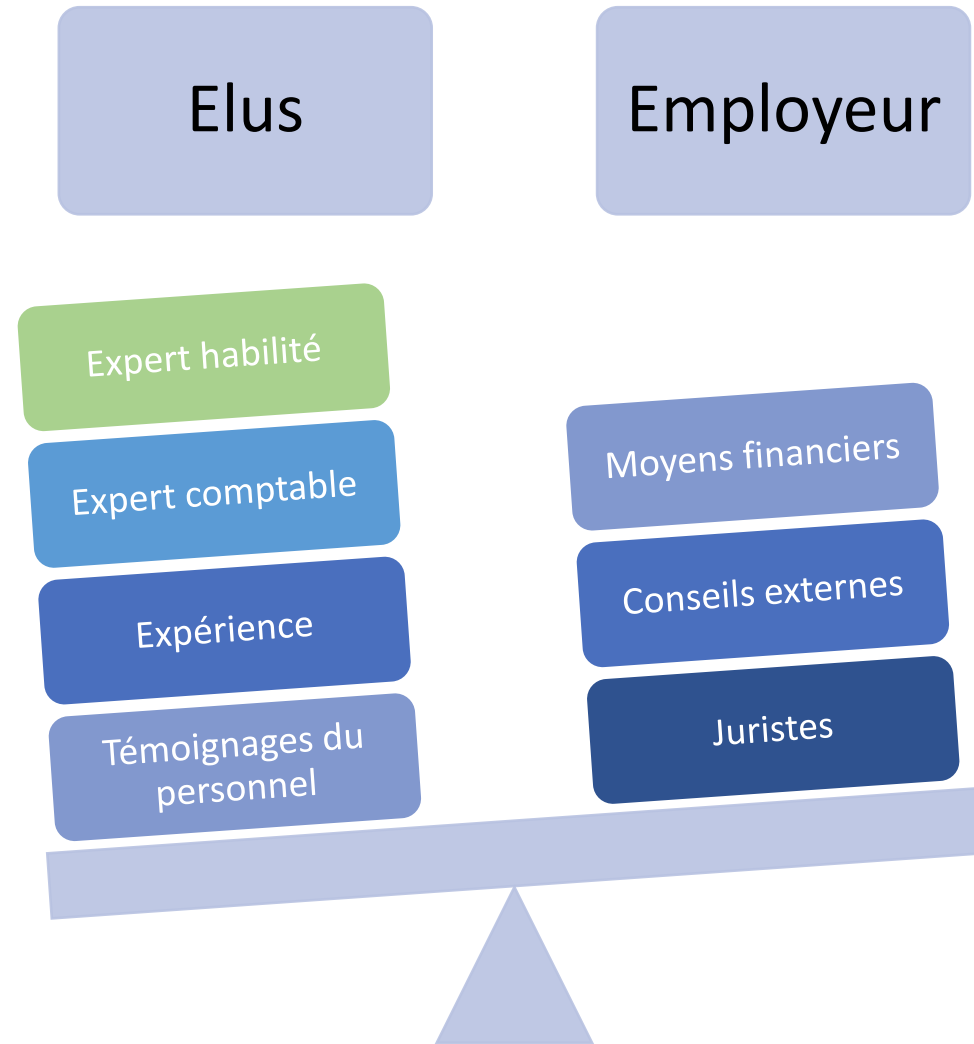 Elus
Employeur
Expert habilité
Expert comptable
Expérience
Témoignages du
personnel
Moyens financiers
Conseils externes
Juristes